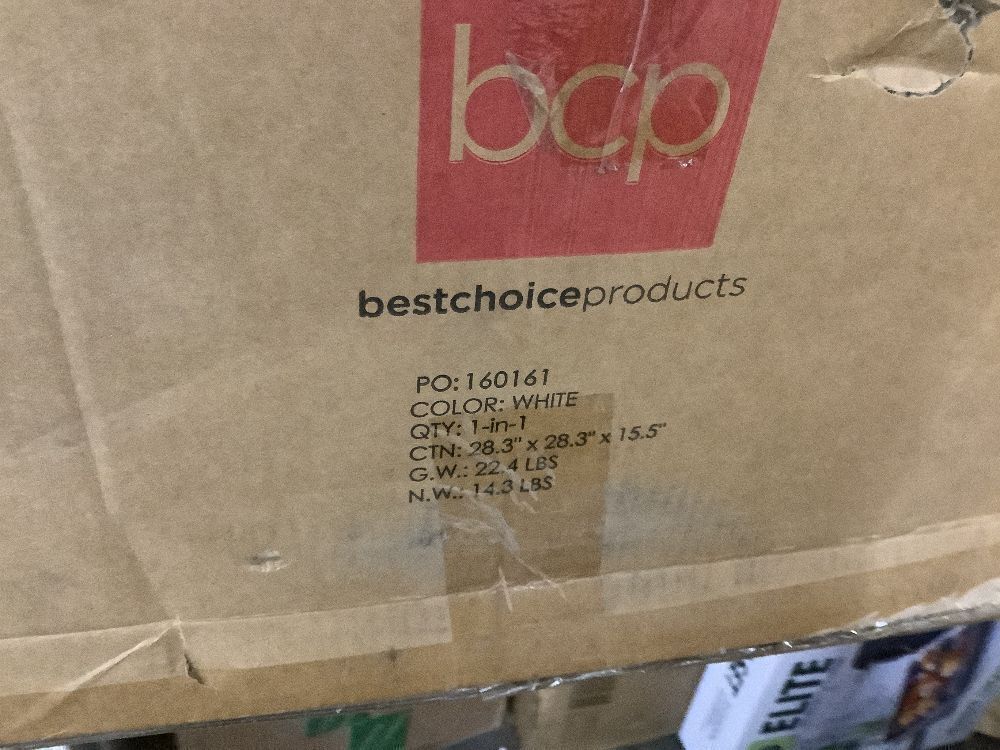 bcp
bestchoiceproducts
PO: 160161
COLOR: WHITE
QTY: 1-in-1
CTN: 28.3" x 28.3" x 15.5"
G.W.: 22.4 LBS
N.W.: 14.3 LBS
ELITE